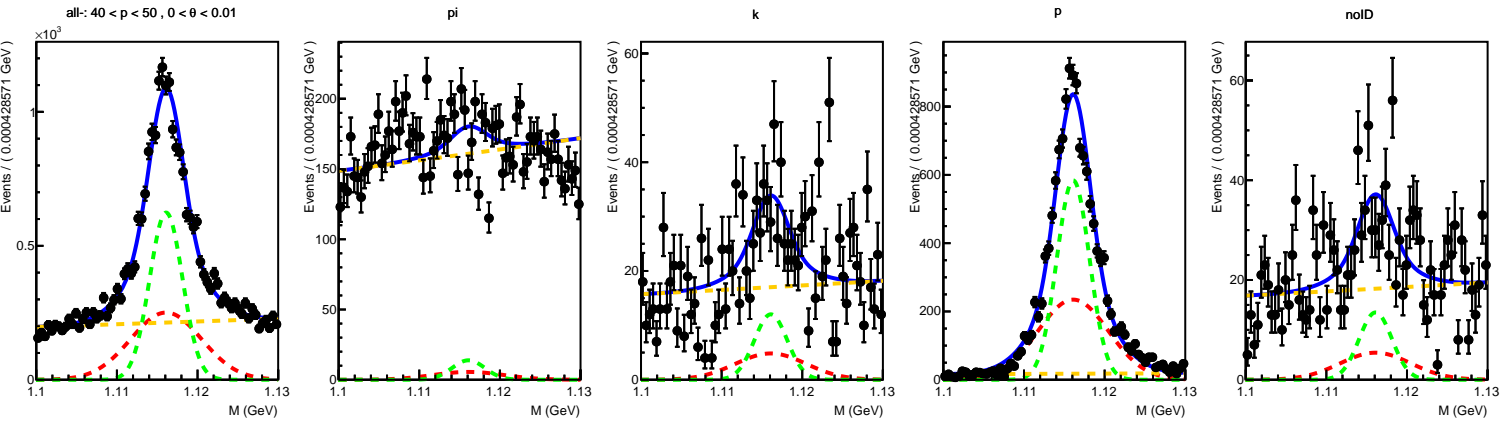 all-: 40 < p < 50 , 0 < θ < 0.01
pi
k
p
noID
×10³
Events / ( 0.000428571 GeV )
1
0.5
0
1.1
1.11
1.12
1.13
M (GeV)
Events / ( 0.000428571 GeV )
200
150
100
50
0
1.1
1.11
1.12
1.13
M (GeV)
Events / ( 0.000428571 GeV )
60
40
20
0
1.1
1.11
1.12
1.13
M (GeV)
Events / ( 0.000428571 GeV )
800
600
400
200
0
1.1
1.11
1.12
1.13
M (GeV)
Events / ( 0.000428571 GeV )
60
40
20
0
1.1
1.11
1.12
1.13
M (GeV)